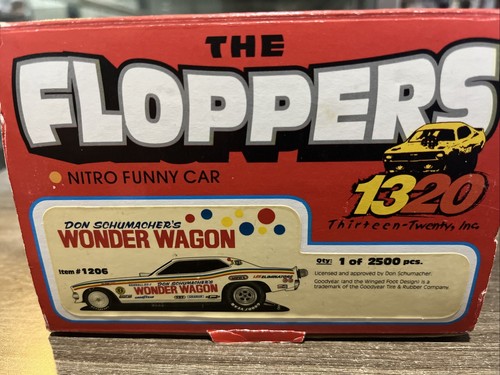 THE
FLOPPERS
NITRO FUNNY CAR
1320
Thirteen-Twenty, Inc
DON SCHUMACHER'S
WONDER WAGON
Item # 1206
Qty: 1 of 2500 pcs.
Licensed and approved by Don Schumacher.
Goodyear (and the Winged Foot Design) is a
trademark of the Goodyear Tire & Rubber Company.
DON SCHUMACHER'S
WONDER WAGON